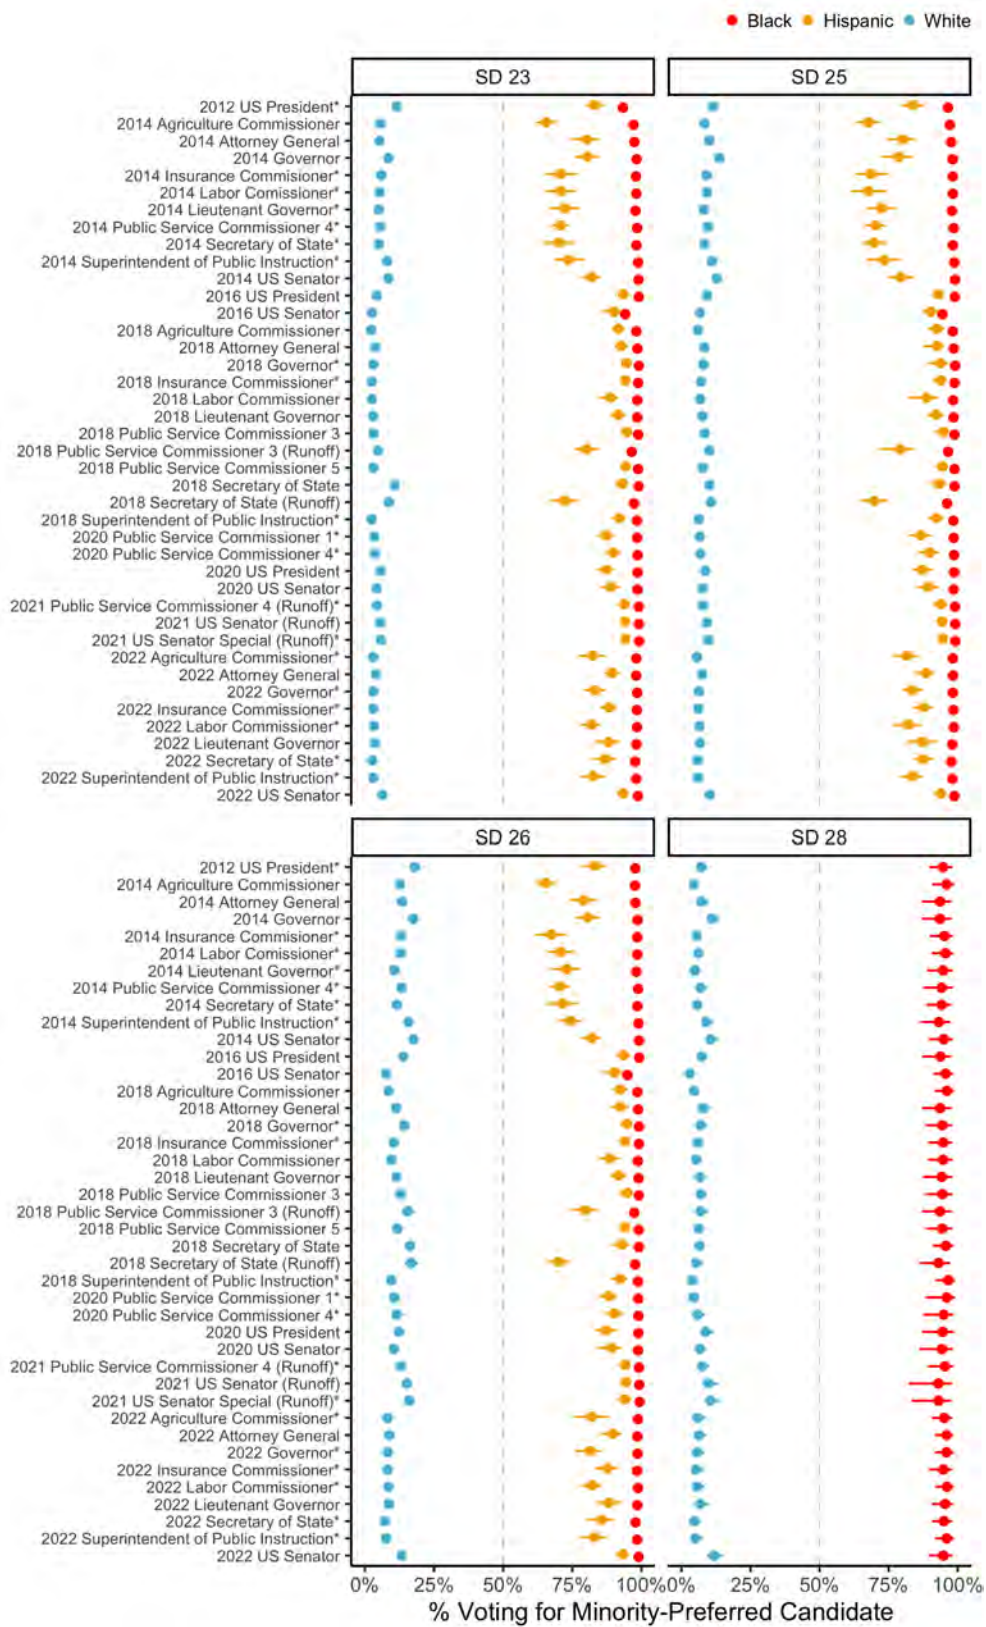 Black Hispanic White
SD 23 SD 25
2012 US President*
2014 Agriculture Commissioner
2014 Attorney General
2014 Governor
2014 Insurance Commisioner*
2014 Labor Comissioner*
2014 Lieutenant Governor*
2014 Public Service Commissioner 4*
2014 Secretary of State*
2014 Superintendent of Public Instruction*
2014 US Senator
2016 US President
2016 US Senator
2018 Agriculture Commissioner
2018 Attorney General
2018 Governor*
2018 Insurance Commissioner*
2018 Labor Commissioner
2018 Lieutenant Governor
2018 Public Service Commissioner 3
2018 Public Service Commissioner 3 (Runoff)
2018 Public Service Commissioner 5
2018 Secretary of State
2018 Secretary of State (Runoff)
2018 Superintendent of Public Instruction*
2020 Public Service Commissioner 1*
2020 Public Service Commissioner 4*
2020 US President
2020 US Senator
2021 Public Service Commissioner 4 (Runoff)*
2021 US Senator (Runoff)
2021 US Senator Special (Runoff)*
2022 Agriculture Commissioner*
2022 Attorney General
2022 Governor*
2022 Insurance Commissioner*
2022 Labor Commissioner*
2022 Lieutenant Governor
2022 Secretary of State*
2022 Superintendent of Public Instruction*
2022 US Senator
SD 26 SD 28
2012 US President*
2014 Agriculture Commissioner
2014 Attorney General
2014 Governor
2014 Insurance Commisioner*
2014 Labor Comissioner*
2014 Lieutenant Governor*
2014 Public Service Commissioner 4*
2014 Secretary of State*
2014 Superintendent of Public Instruction*
2014 US Senator
2016 US President
2016 US Senator
2018 Agriculture Commissioner
2018 Attorney General
2018 Governor*
2018 Insurance Commissioner*
2018 Labor Commissioner
2018 Lieutenant Governor
2018 Public Service Commissioner 3
2018 Public Service Commissioner 3 (Runoff)
2018 Public Service Commissioner 5
2018 Secretary of State
2018 Secretary of State (Runoff)
2018 Superintendent of Public Instruction*
2020 Public Service Commissioner 1*
2020 Public Service Commissioner 4*
2020 US President
2020 US Senator
2021 Public Service Commissioner 4 (Runoff)*
2021 US Senator (Runoff)
2021 US Senator Special (Runoff)*
2022 Agriculture Commissioner*
2022 Attorney General
2022 Governor*
2022 Insurance Commissioner*
2022 Labor Commissioner*
2022 Lieutenant Governor
2022 Secretary of State*
2022 Superintendent of Public Instruction*
2022 US Senator
0% 25% 50% 75% 100% 0% 25% 50% 75% 100%
% Voting for Minority-Preferred Candidate